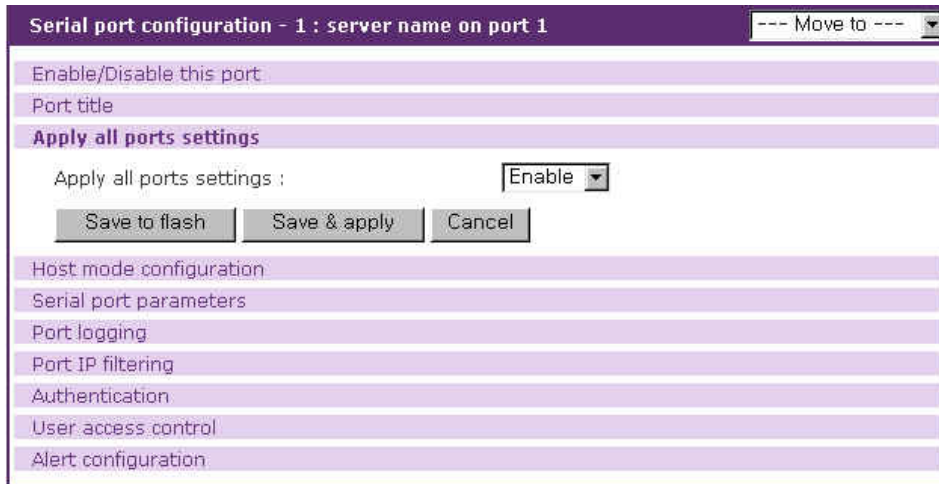 Serial port configuration - 1 : server name on port 1 --- Move to ---
Enable/Disable this port
Port title
Apply all ports settings
Apply all ports settings : Enable
Save to flash Save & apply Cancel
Host mode configuration
Serial port parameters
Port logging
Port IP filtering
Authentication
User access control
Alert configuration